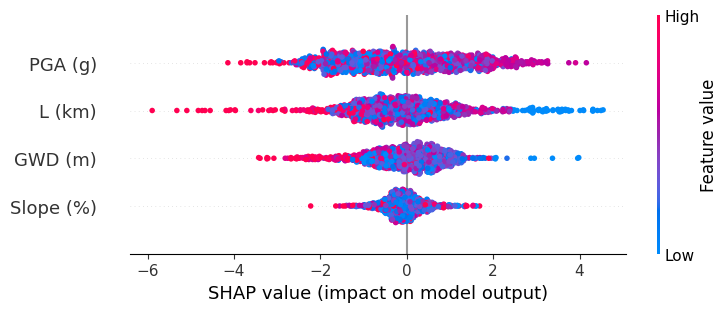 High
PGA (g)
L (km)
GWD (m)
Slope (%)
Feature value
Low
−6 −4 −2 0 2 4
SHAP value (impact on model output)